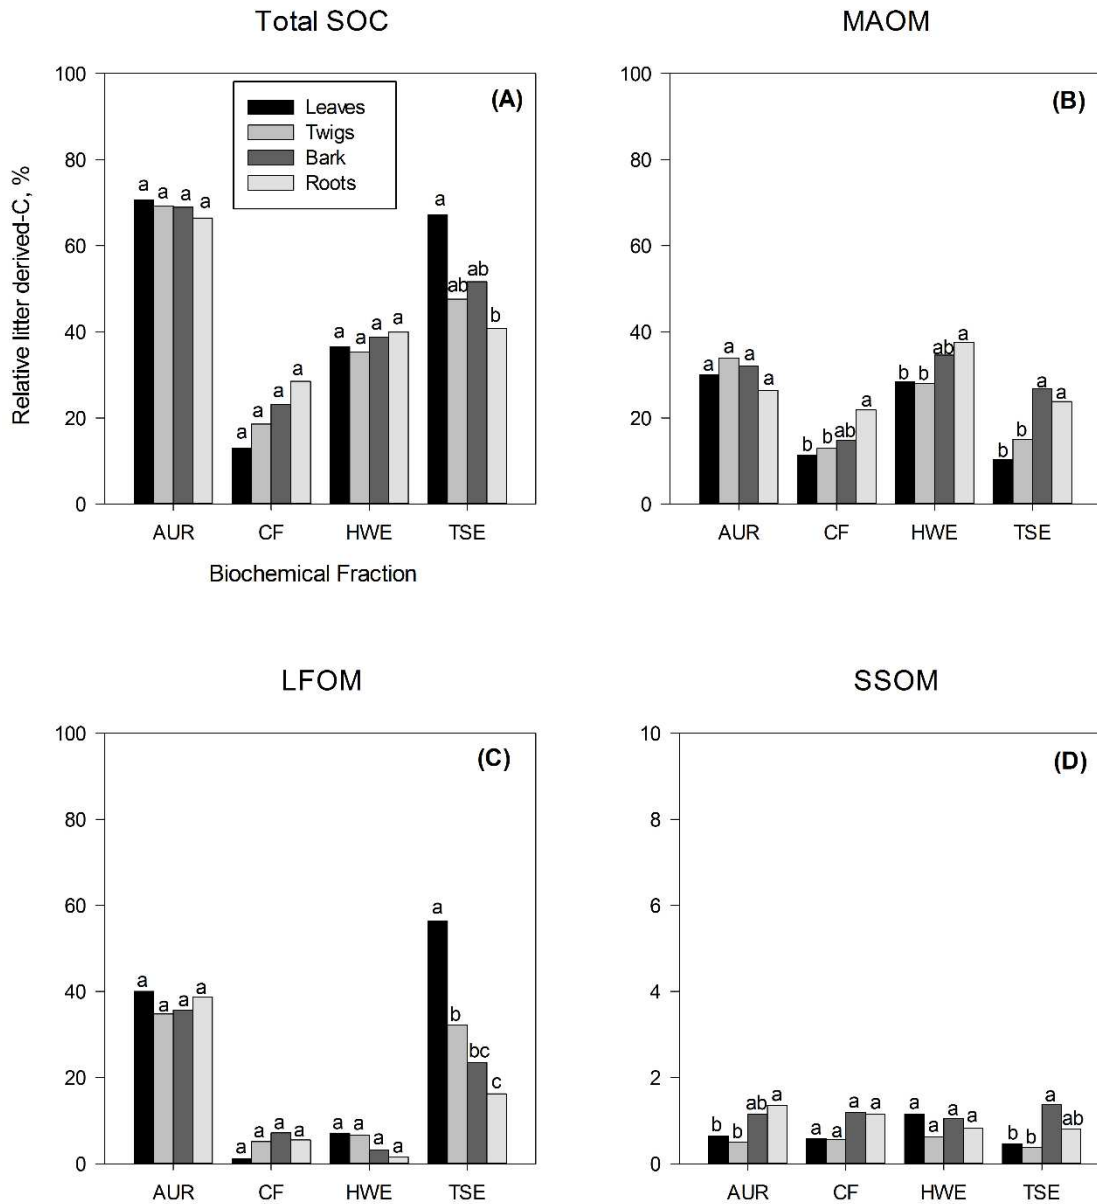 Total SOC
(A)
Relative litter derived-C, %
100
80
60
40
20
0
Leaves
Twigs
Bark
Roots
a a a a
a a a a
a a a a
a ab ab b
AUR CF HWE TSE
Biochemical Fraction
MAOM
(B)
100
80
60
40
20
0
a a a a
b b ab a
b b ab a
b b a a
AUR CF HWE TSE
LFOM
(C)
100
80
60
40
20
0
a a a a
a a a a
a a a a
a b bc c
AUR CF HWE TSE
SSOM
(D)
10
8
6
4
2
0
b b ab a
a a a a
a a a a
b b a ab
AUR CF HWE TSE